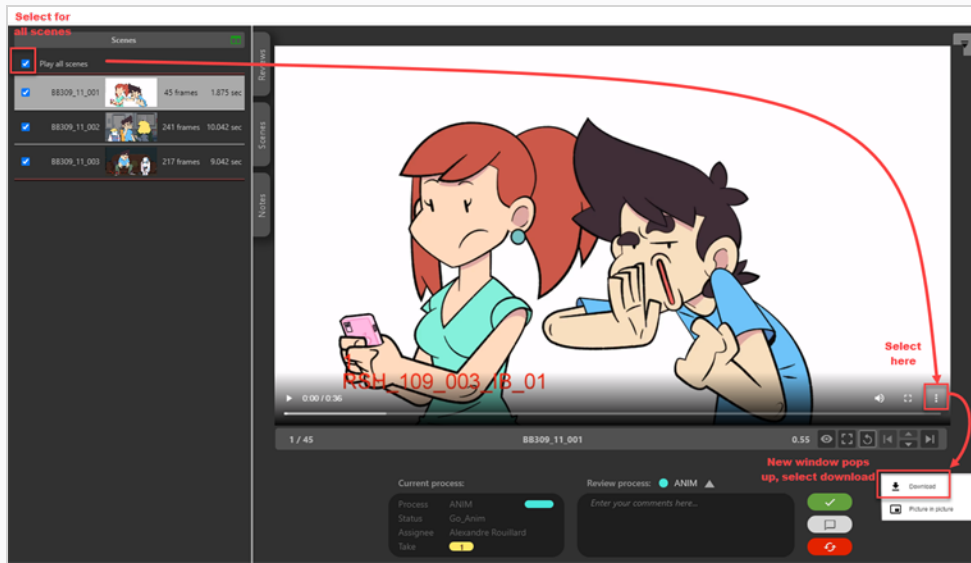 Select for
all scenes
Scenes
Play all scenes
BB309_11_001 45 frames 1.875 sec
BB309_11_002 241 frames 10.042 sec
BB309_11_003 217 frames 9.042 sec
Reviews
Scenes
Notes
Select
here
RSH_109_003_IB_01
0:00 / 0:36
1 / 45 BB309_11_001 0.55
New window pops
up, select download
Download
Picture in picture
Current process:
Process ANIM
Status Go_Anim
Assignee Alexandre Rouillard
Take 1
Review process: ANIM
Enter your comments here...